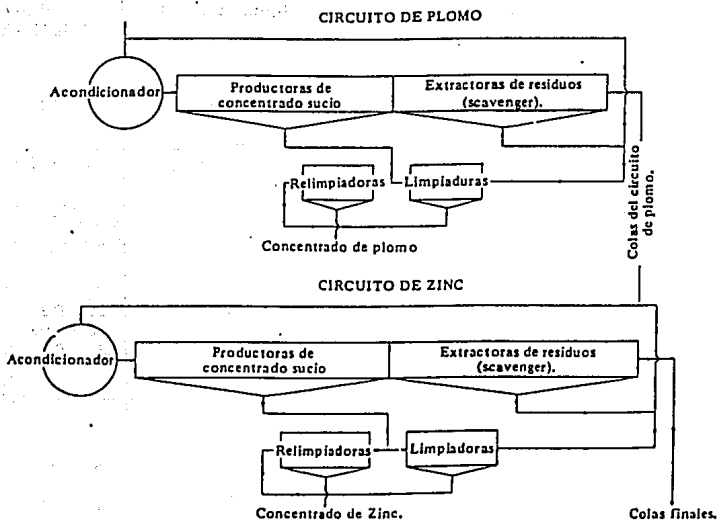 CIRCUITO DE PLOMO
Acondicionador
Productoras de
concentrado sucio
Extractoras de residuos
(scavenger).
Relimpiadoras
Limpiaduras
Concentrado de plomo
Colas del circuito
de plomo.
CIRCUITO DE ZINC
Acondicionador
Productoras de
concentrado sucio
Extractoras de residuos
(scavenger).
Relimpiadoras
Limpiadoras
Concentrado de Zinc.
Colas finales.